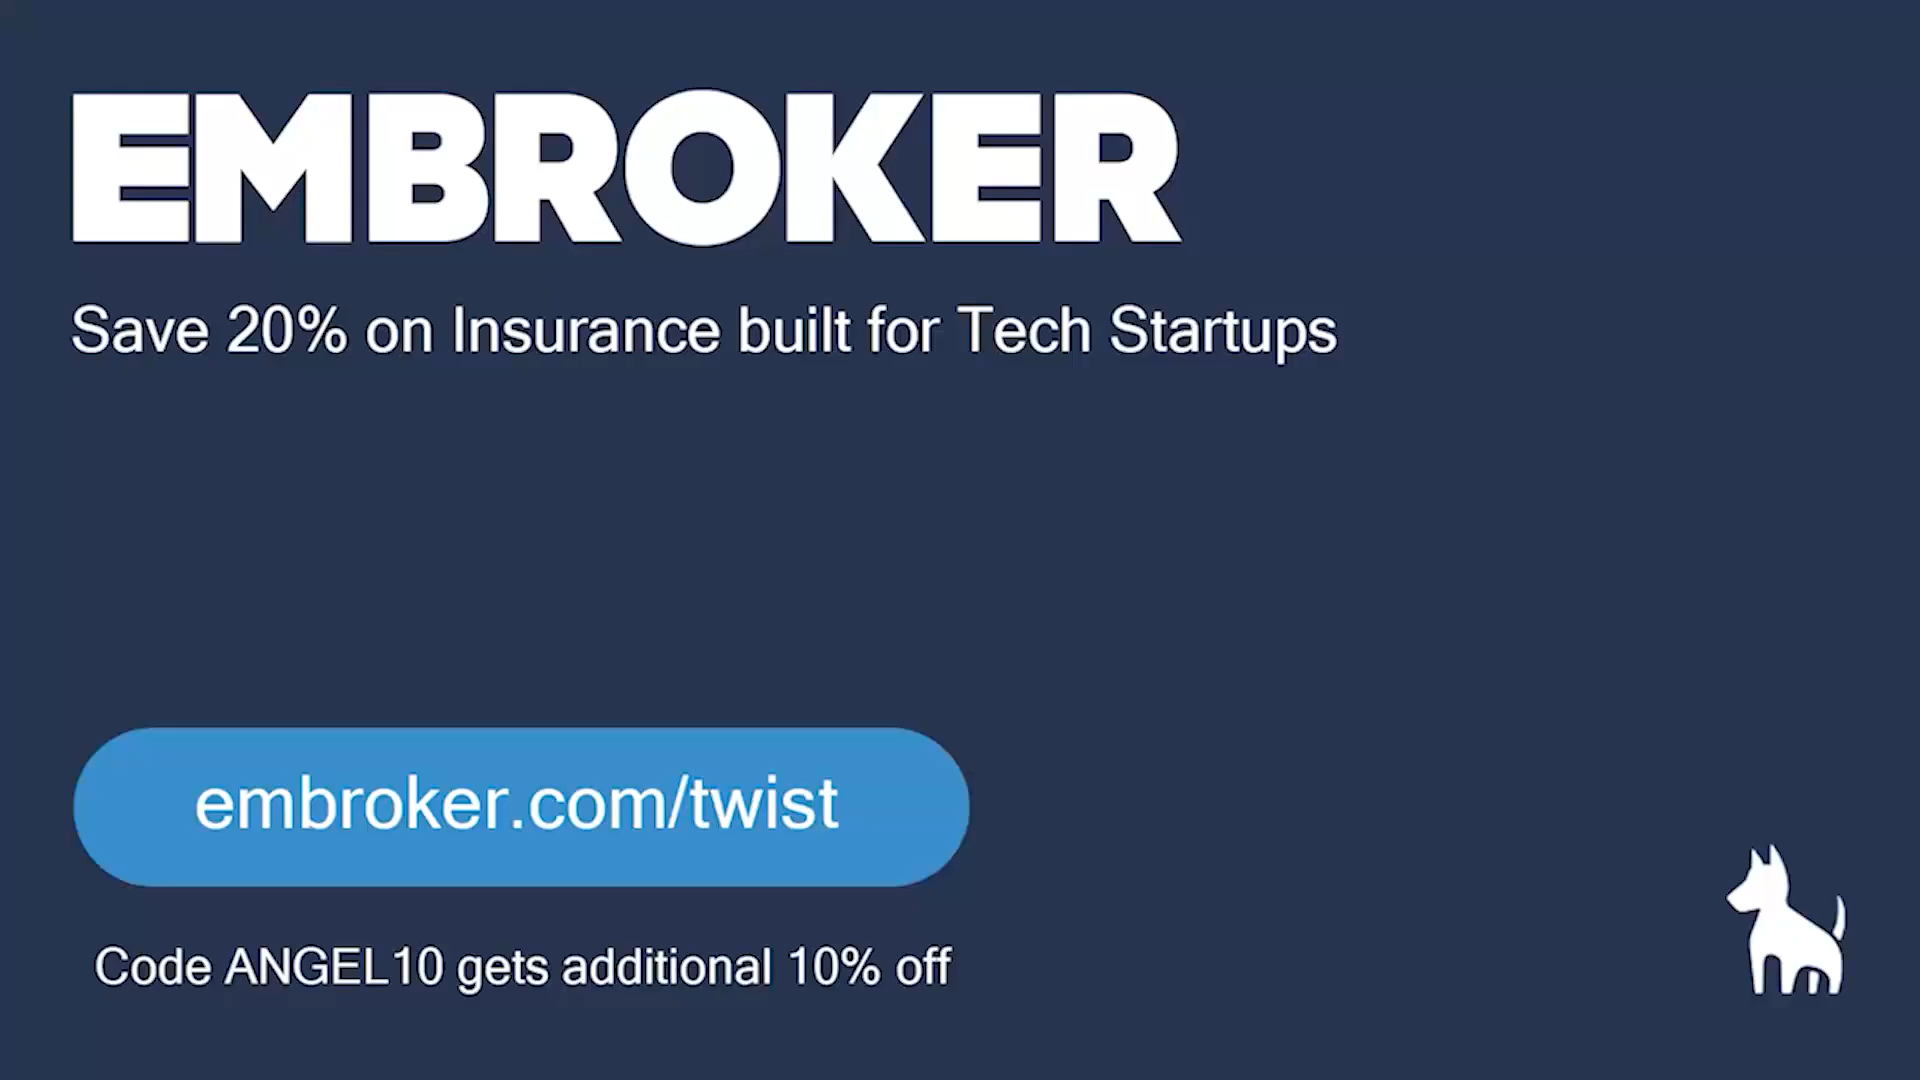 EMBROKER
Save 20% on Insurance built for Tech Startups
embroker.com/twist
Code ANGEL10 gets additional 10% off